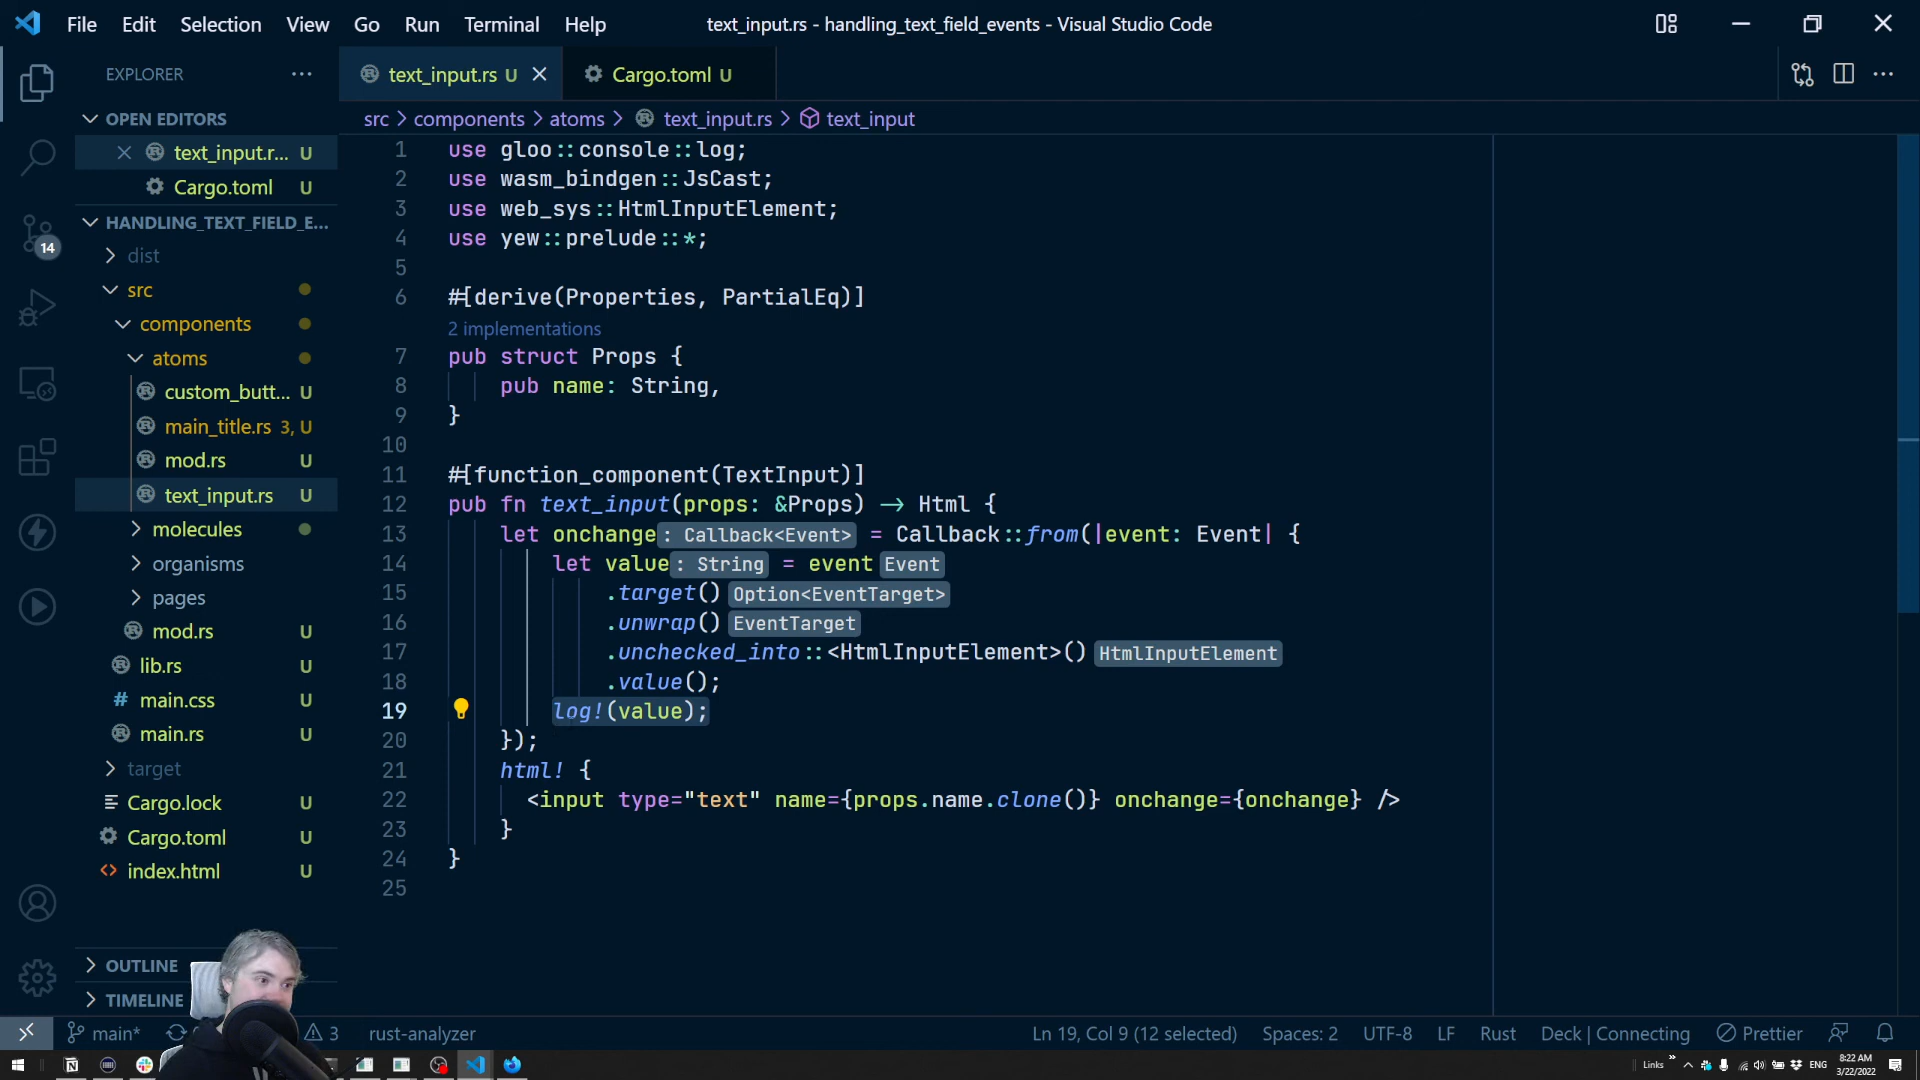 File Edit Selection View Go Run Terminal Help
text_input.rs - handling_text_field_events - Visual Studio Code
EXPLORER
OPEN EDITORS
text_input.r... U
Cargo.toml U
HANDLING_TEXT_FIELD_E...
dist
src
components
atoms
custom_butt... U
main_title.rs 3, U
mod.rs U
text_input.rs U
molecules
organisms
pages
mod.rs U
lib.rs U
# main.css U
main.rs U
target
Cargo.lock U
Cargo.toml U
<> index.html U
OUTLINE
TIMELINE
14
text_input.rs U
Cargo.toml U
src > components > atoms > text_input.rs > text_input
1 use gloo::console::log;
2 use wasm_bindgen::JsCast;
3 use web_sys::HtmlInputElement;
4 use yew::prelude::*;
5
6 #[derive(Properties, PartialEq)]
2 implementations
7 pub struct Props {
8 pub name: String,
9 }
10
11 #[function_component(TextInput)]
12 pub fn text_input(props: &Props) -> Html {
13 let onchange: Callback<Event> = Callback::from(|event: Event| {
14 let value: String = event Event
15 .target() Option<EventTarget>
16 .unwrap() EventTarget
17 .unchecked_into::<HtmlInputElement>() HtmlInputElement
18 .value();
19 log!(value);
20 });
21 html! {
22 <input type="text" name={props.name.clone()} onchange={onchange} />
23 }
24 }
25
main* 3 rust-analyzer
Ln 19, Col 9 (12 selected) Spaces: 2 UTF-8 LF Rust Deck | Connecting Prettier
Links ENG
8:22 AM
3/22/2022